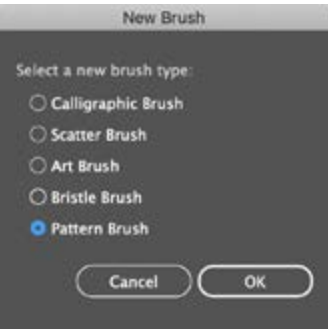 New Brush
Select a new brush type:
Calligraphic Brush
Scatter Brush
Art Brush
Bristle Brush
Pattern Brush
Cancel OK